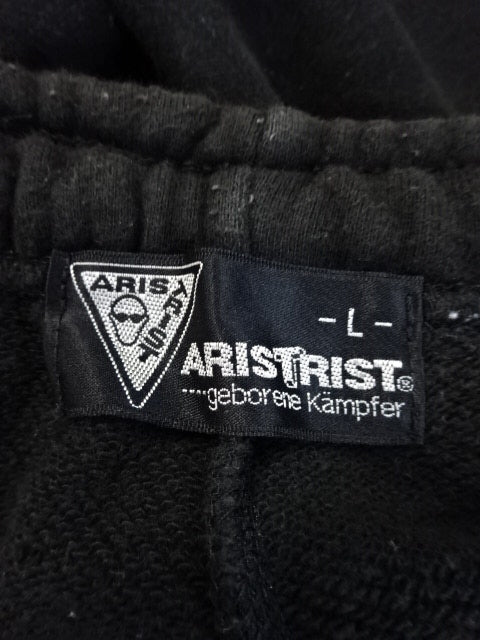 ARIS
TRIST
- L -
ARISTRIST®
....geborene Kämpfer